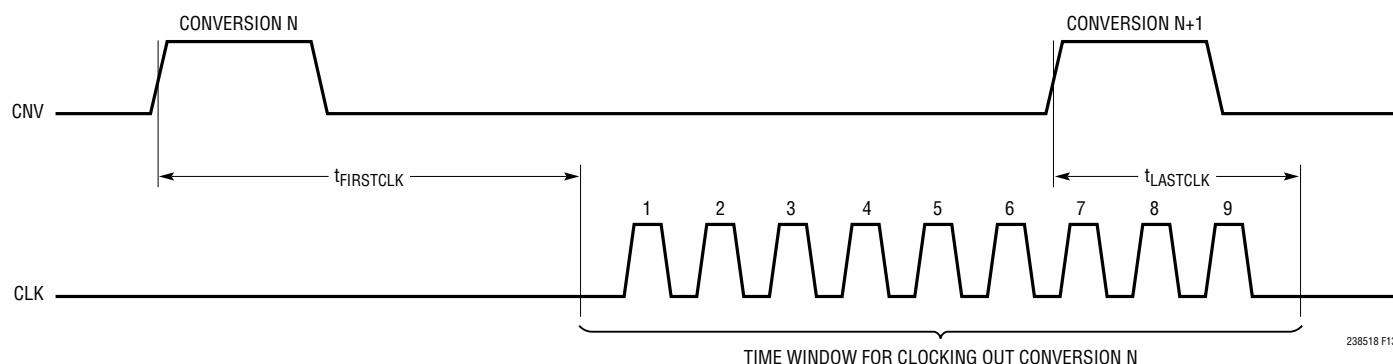 CONVERSION N
CONVERSION N+1
CNV
tFIRSTCLK
tLASTCLK
1 2 3 4 5 6 7 8 9
CLK
TIME WINDOW FOR CLOCKING OUT CONVERSION N